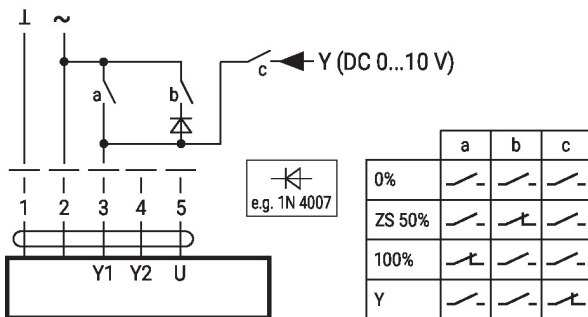 ⊥ ~
a
b
c
Y (DC 0...10 V)
1 2 3 4 5
Y1 Y2 U
e.g. 1N 4007
a b c
0%
ZS 50%
100%
Y